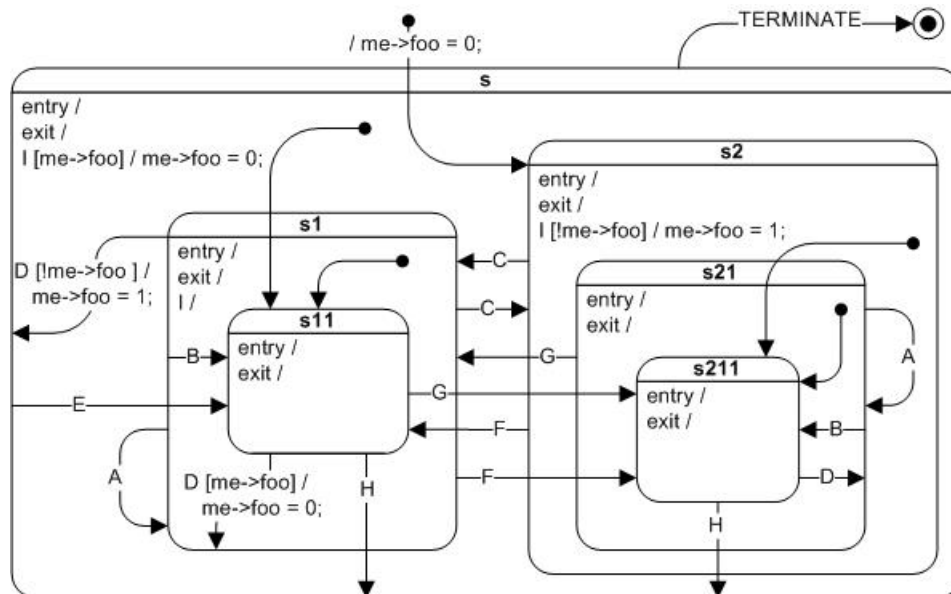 TERMINATE
/ me->foo = 0;
s
entry /
exit /
I [me->foo] / me->foo = 0;
s2
entry /
exit /
I [!me->foo] / me->foo = 1;
s1
entry /
exit /
I /
D [!me->foo ] /
me->foo = 1;
C
C
s21
entry /
exit /
s11
entry /
exit /
B
G
A
s211
entry /
exit /
G
E
F
B
A
D [me->foo] /
me->foo = 0;
H
F
D
H